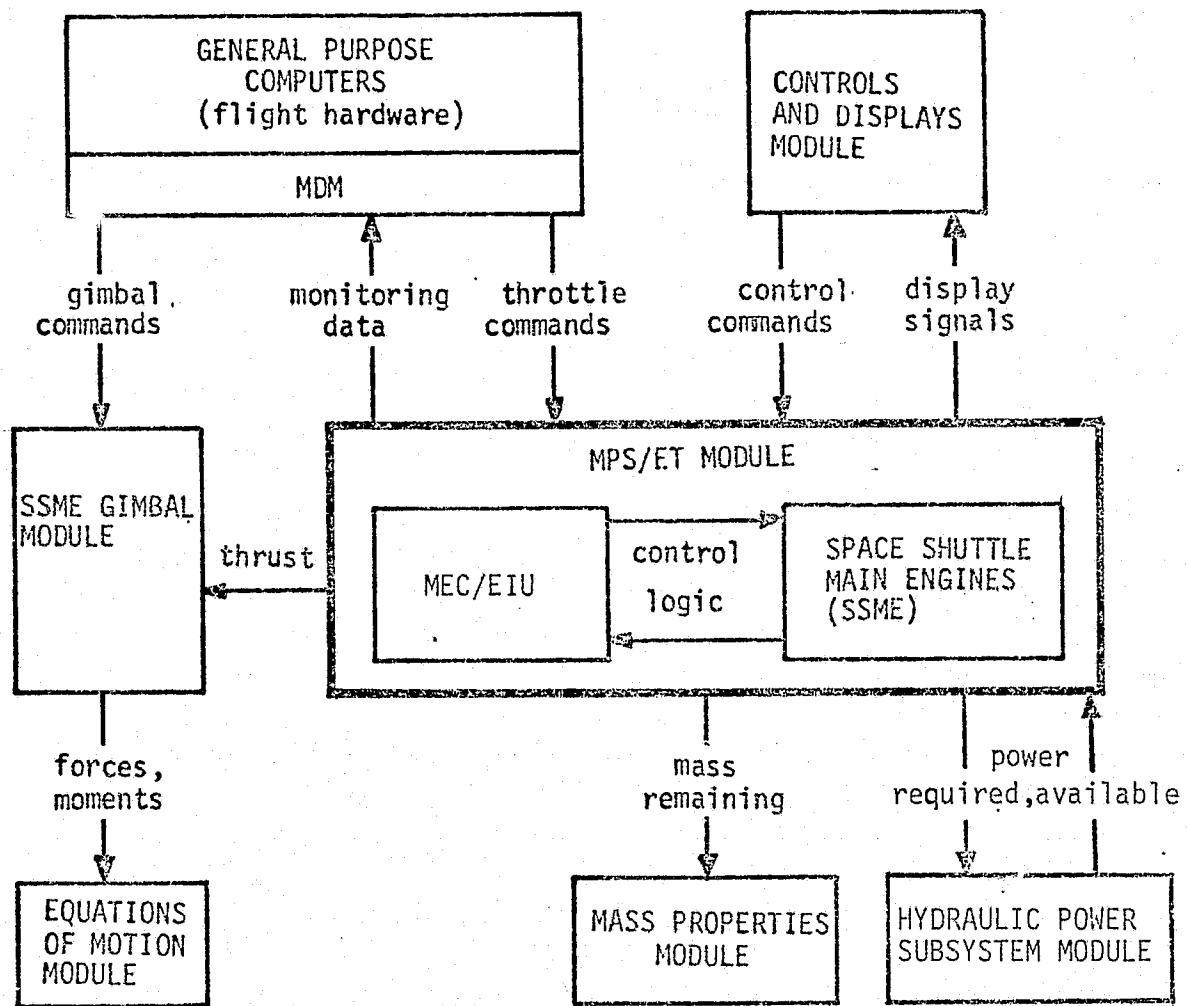 GENERAL PURPOSE
COMPUTERS
(flight hardware)
MDM
CONTROLS
AND DISPLAYS
MODULE
gimbal
commands
monitoring
data
throttle
commands
control
commands
display
signals
MPS/ET MODULE
SSME GIMBAL
MODULE
thrust
MEC/EIU
control
logic
SPACE SHUTTLE
MAIN ENGINES
(SSME)
forces,
moments
mass
remaining
power
required,available
EQUATIONS
OF MOTION
MODULE
MASS PROPERTIES
MODULE
HYDRAULIC POWER
SUBSYSTEM MODULE